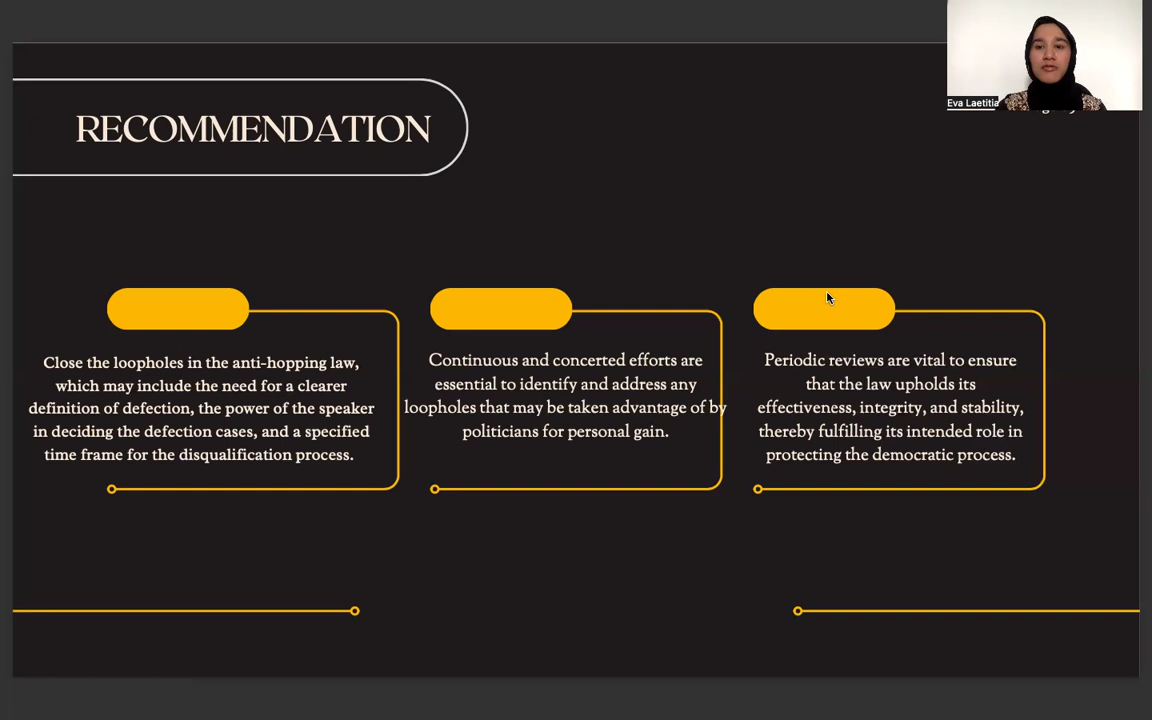 Eva Laetitia
RECOMMENDATION
Close the loopholes in the anti-hopping law,
which may include the need for a clearer
definition of defection, the power of the speaker
in deciding the defection cases, and a specified
time frame for the disqualification process.
Continuous and concerted efforts are
essential to identify and address any
loopholes that may be taken advantage of by
politicians for personal gain.
Periodic reviews are vital to ensure
that the law upholds its
effectiveness, integrity, and stability,
thereby fulfilling its intended role in
protecting the democratic process.